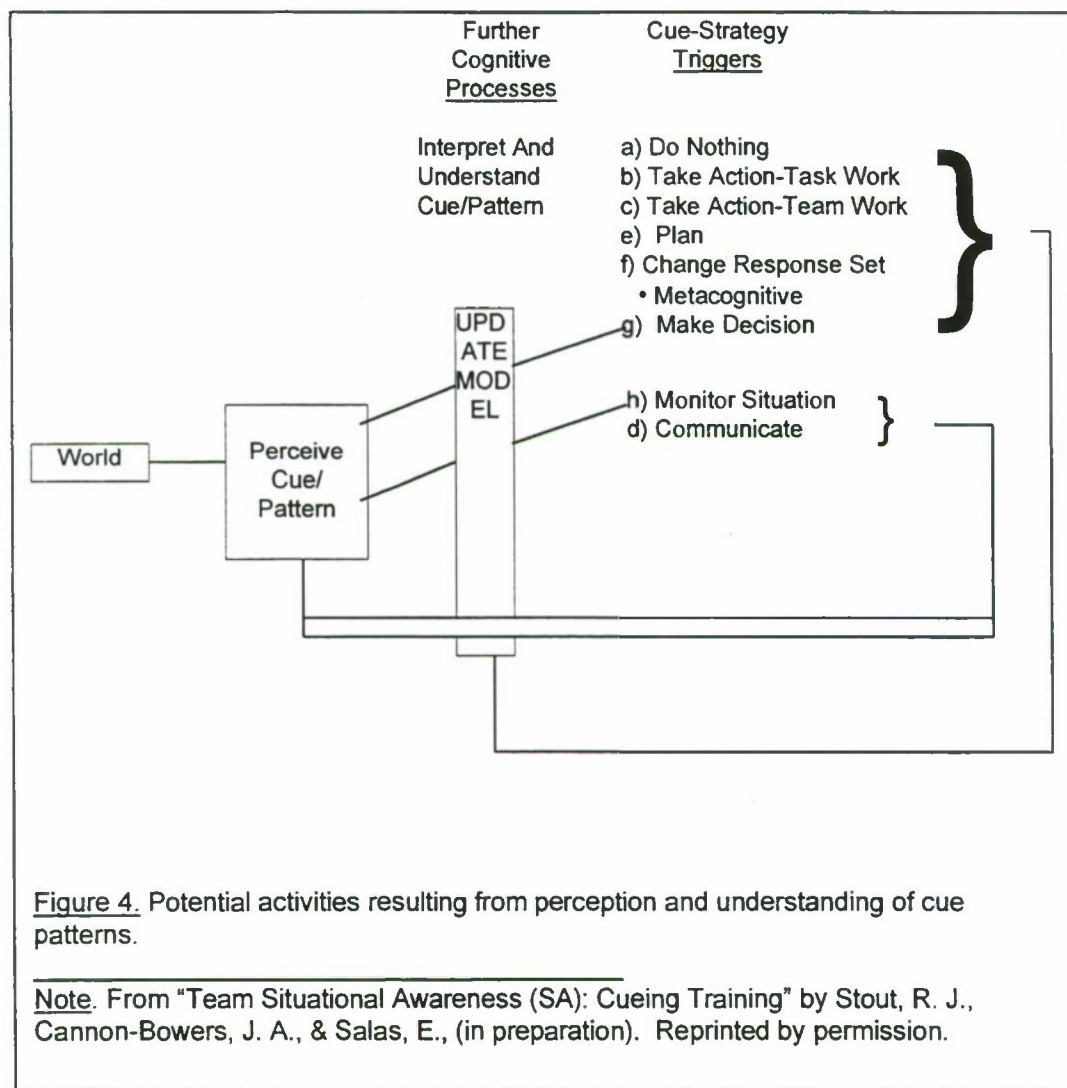 Further
Cognitive
Processes
Cue-Strategy
Triggers
Interpret And
Understand
Cue/Pattern
a) Do Nothing
b) Take Action-Task Work
c) Take Action-Team Work
e) Plan
f) Change Response Set
• Metacognitive
g) Make Decision
UPD
ATE
MOD
EL
h) Monitor Situation
d) Communicate
World
Perceive
Cue/
Pattern
Figure 4. Potential activities resulting from perception and understanding of cue
patterns.
Note. From "Team Situational Awareness (SA): Cueing Training" by Stout, R. J.,
Cannon-Bowers, J. A., & Salas, E., (in preparation). Reprinted by permission.